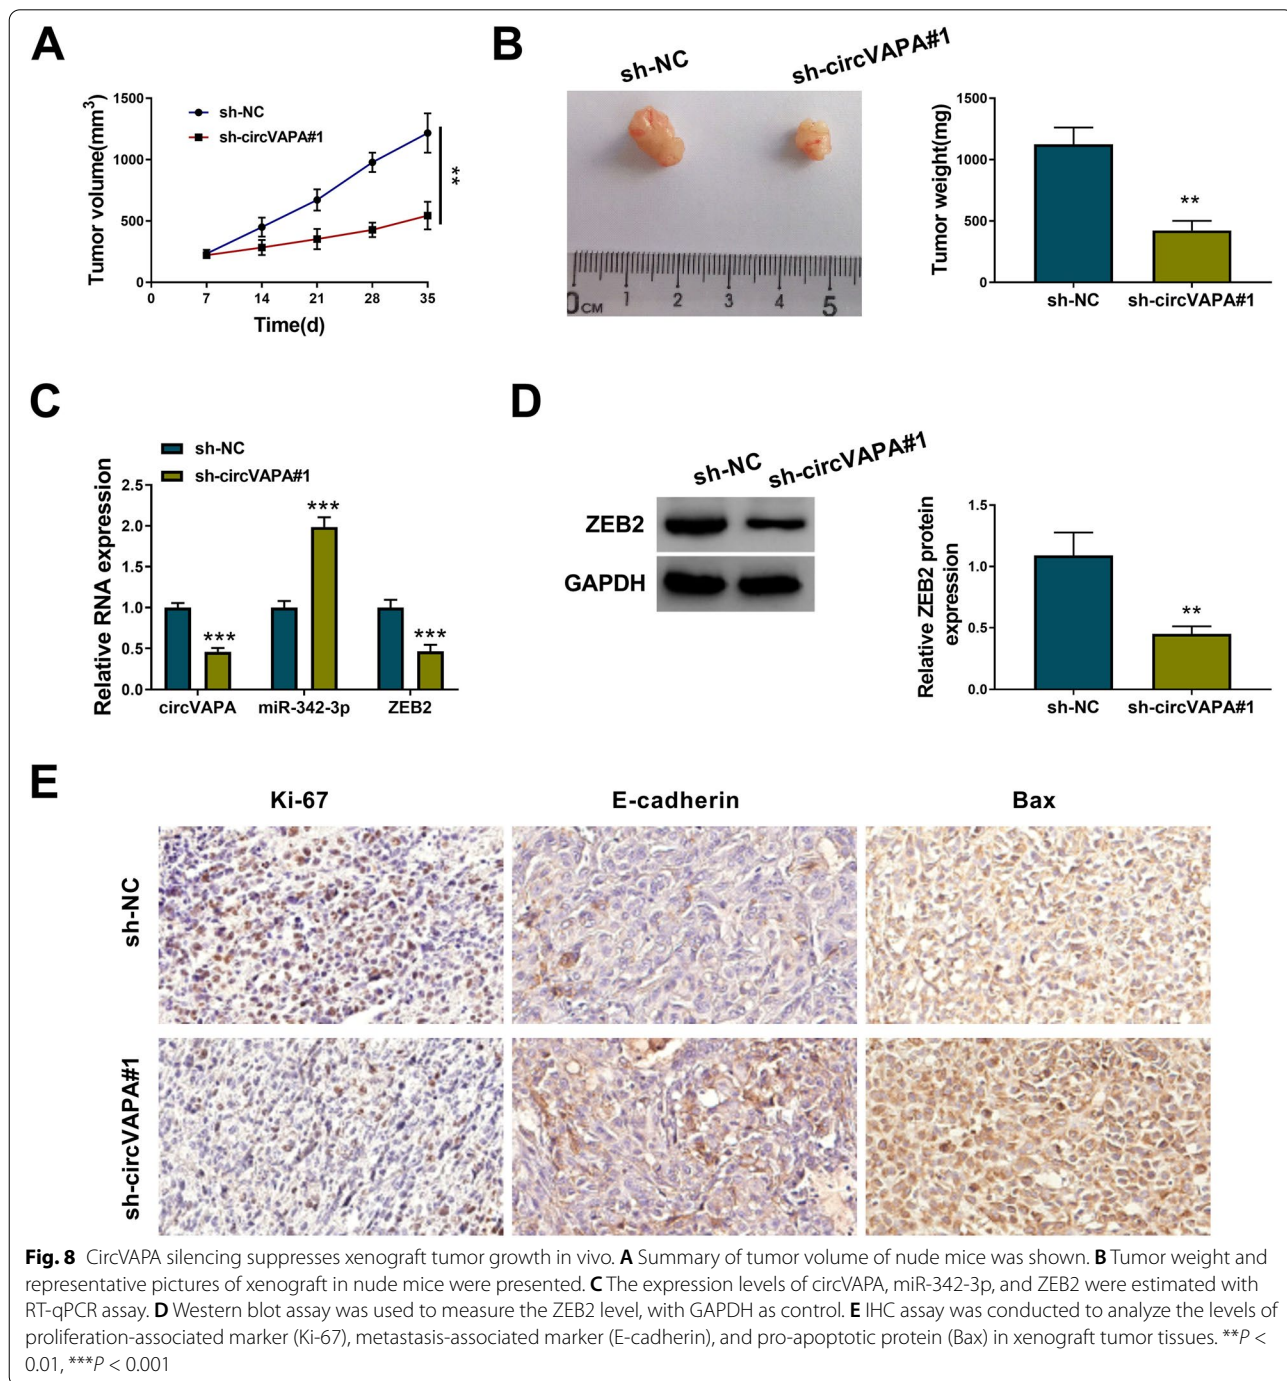 A
Tumor volume(mm3)
1500
1000
500
0
sh-NC
sh-circVAPA#1
**
0 7 14 21 28 35
Time(d)
B
sh-NC
sh-circVAPA#1
0CM 1 2 3 4 5
Tumor weight(mg)
1500
1000
500
0
**
sh-NC sh-circVAPA#1
C
sh-NC
sh-circVAPA#1
Relative RNA expression
2.5
2.0
1.5
1.0
0.5
0.0
***
***
***
circVAPA miR-342-3p ZEB2
D
sh-NC
sh-circVAPA#1
ZEB2
GAPDH
Relative ZEB2 protein
expression
1.5
1.0
0.5
0.0
**
sh-NC sh-circVAPA#1
E
Ki-67 E-cadherin Bax
sh-NC
sh-circVAPA#1
Fig. 8 CircVAPA silencing suppresses xenograft tumor growth in vivo. A Summary of tumor volume of nude mice was shown. B Tumor weight and
representative pictures of xenograft in nude mice were presented. C The expression levels of circVAPA, miR-342-3p, and ZEB2 were estimated with
RT-qPCR assay. D Western blot assay was used to measure the ZEB2 level, with GAPDH as control. E IHC assay was conducted to analyze the levels of
proliferation-associated marker (Ki-67), metastasis-associated marker (E-cadherin), and pro-apoptotic protein (Bax) in xenograft tumor tissues. **P <
0.01, ***P < 0.001